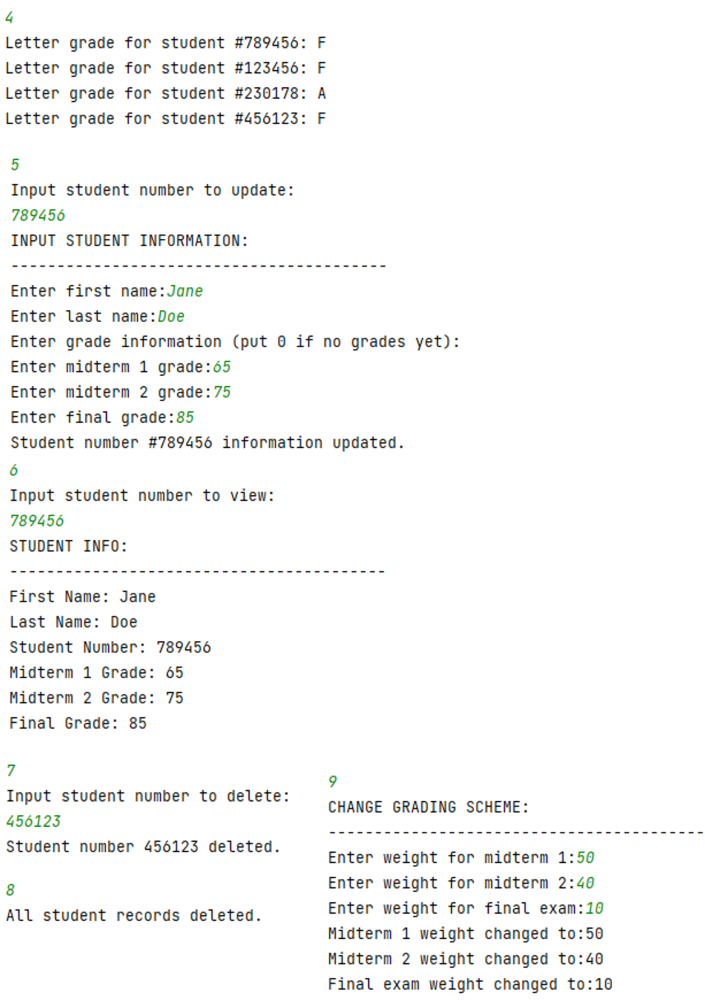 4
Letter grade for student #789456: F
Letter grade for student #123456: F
Letter grade for student #230178: A
Letter grade for student #456123: F
5
Input student number to update:
789456
INPUT STUDENT INFORMATION:
-----------------------------------------
Enter first name:Jane
Enter last name:Doe
Enter grade information (put 0 if no grades yet):
Enter midterm 1 grade:65
Enter midterm 2 grade:75
Enter final grade:85
Student number #789456 information updated.
6
Input student number to view:
789456
STUDENT INFO:
-----------------------------------------
First Name: Jane
Last Name: Doe
Student Number: 789456
Midterm 1 Grade: 65
Midterm 2 Grade: 75
Final Grade: 85
7
Input student number to delete:
456123
Student number 456123 deleted.
8
All student records deleted.
9
CHANGE GRADING SCHEME:
-----------------------------------------
Enter weight for midterm 1:50
Enter weight for midterm 2:40
Enter weight for final exam:10
Midterm 1 weight changed to:50
Midterm 2 weight changed to:40
Final exam weight changed to:10